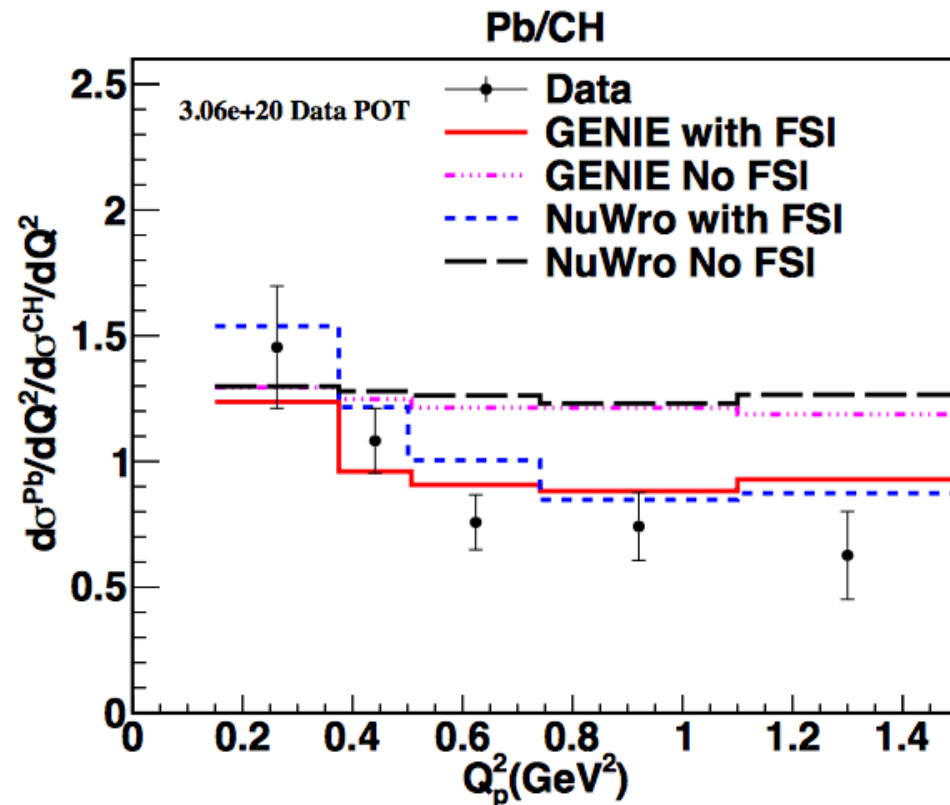 Pb/CH
2.5
2
1.5
1
0.5
0
3.06e+20 Data POT
Data
GENIE with FSI
GENIE No FSI
NuWro with FSI
NuWro No FSI
dσ^Pb/dQ²/dσ^CH/dQ²
0 0.2 0.4 0.6 0.8 1 1.2 1.4
Q²ₚ(GeV²)